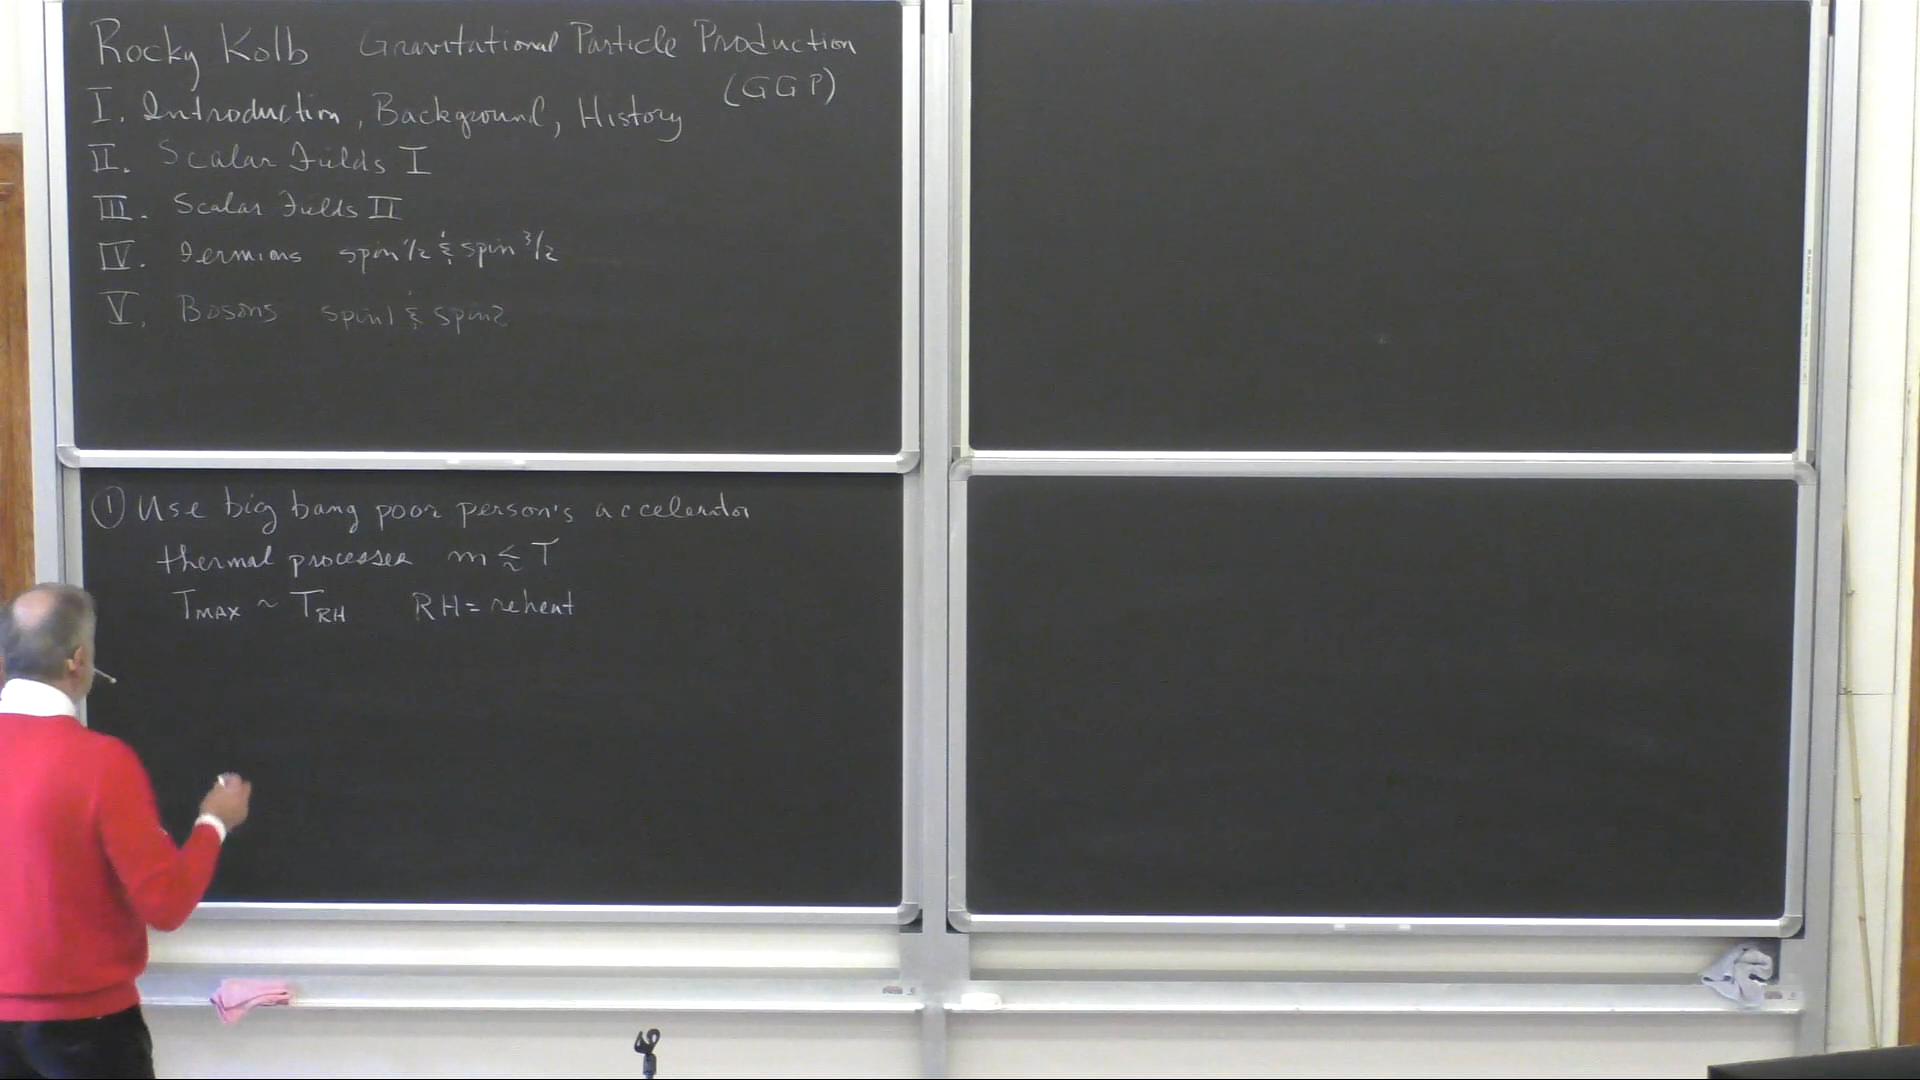 Rocky Kolb Gravitational Particle Production
(GGP)
I. Introduction, Background, History
II. Scalar Fields I
III. Scalar Fields II
IV. Fermions spin 1/2 & spin 3/2
V. Bosons spin1 & spin2
① Use big bang poor person's accelerator
thermal processes m ≲ T
T_MAX ~ T_RH RH = reheat